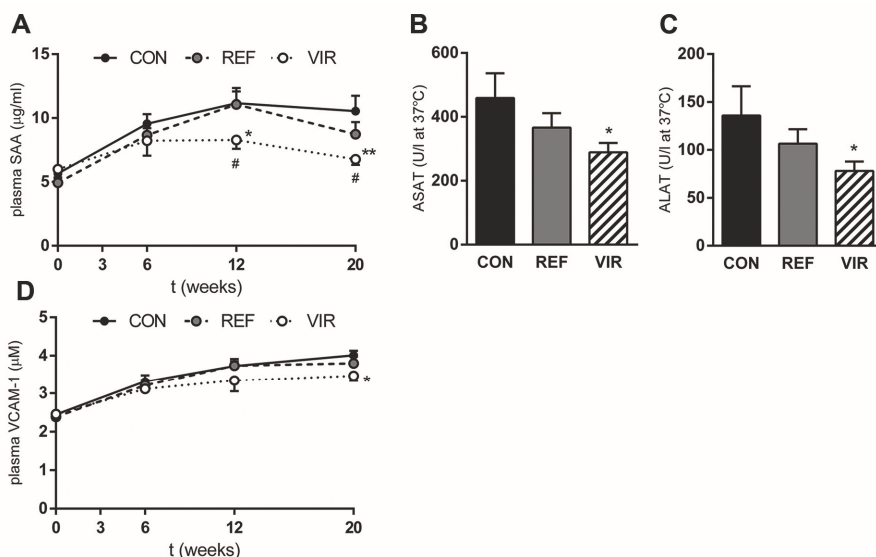 A
CON REF VIR
15
10
5
0
plasma SAA (µg/ml)
*
#
**
#
0 3 6 12 20
t (weeks)
B
600
400
200
0
ASAT (U/l at 37°C)
*
CON REF VIR
C
200
150
100
50
0
ALAT (U/l at 37°C)
*
CON REF VIR
D
CON REF VIR
5
4
3
2
1
0
plasma VCAM-1 (µM)
*
0 3 6 12 20
t (weeks)